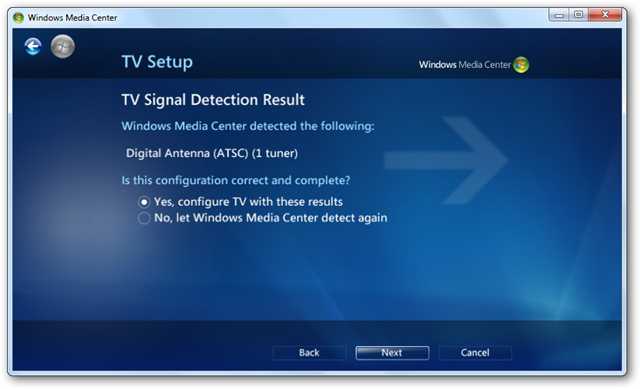 Windows Media Center
TV Setup
Windows Media Center
TV Signal Detection Result
Windows Media Center detected the following:
Digital Antenna (ATSC) (1 tuner)
Is this configuration correct and complete?
Yes, configure TV with these results
No, let Windows Media Center detect again
Back Next Cancel